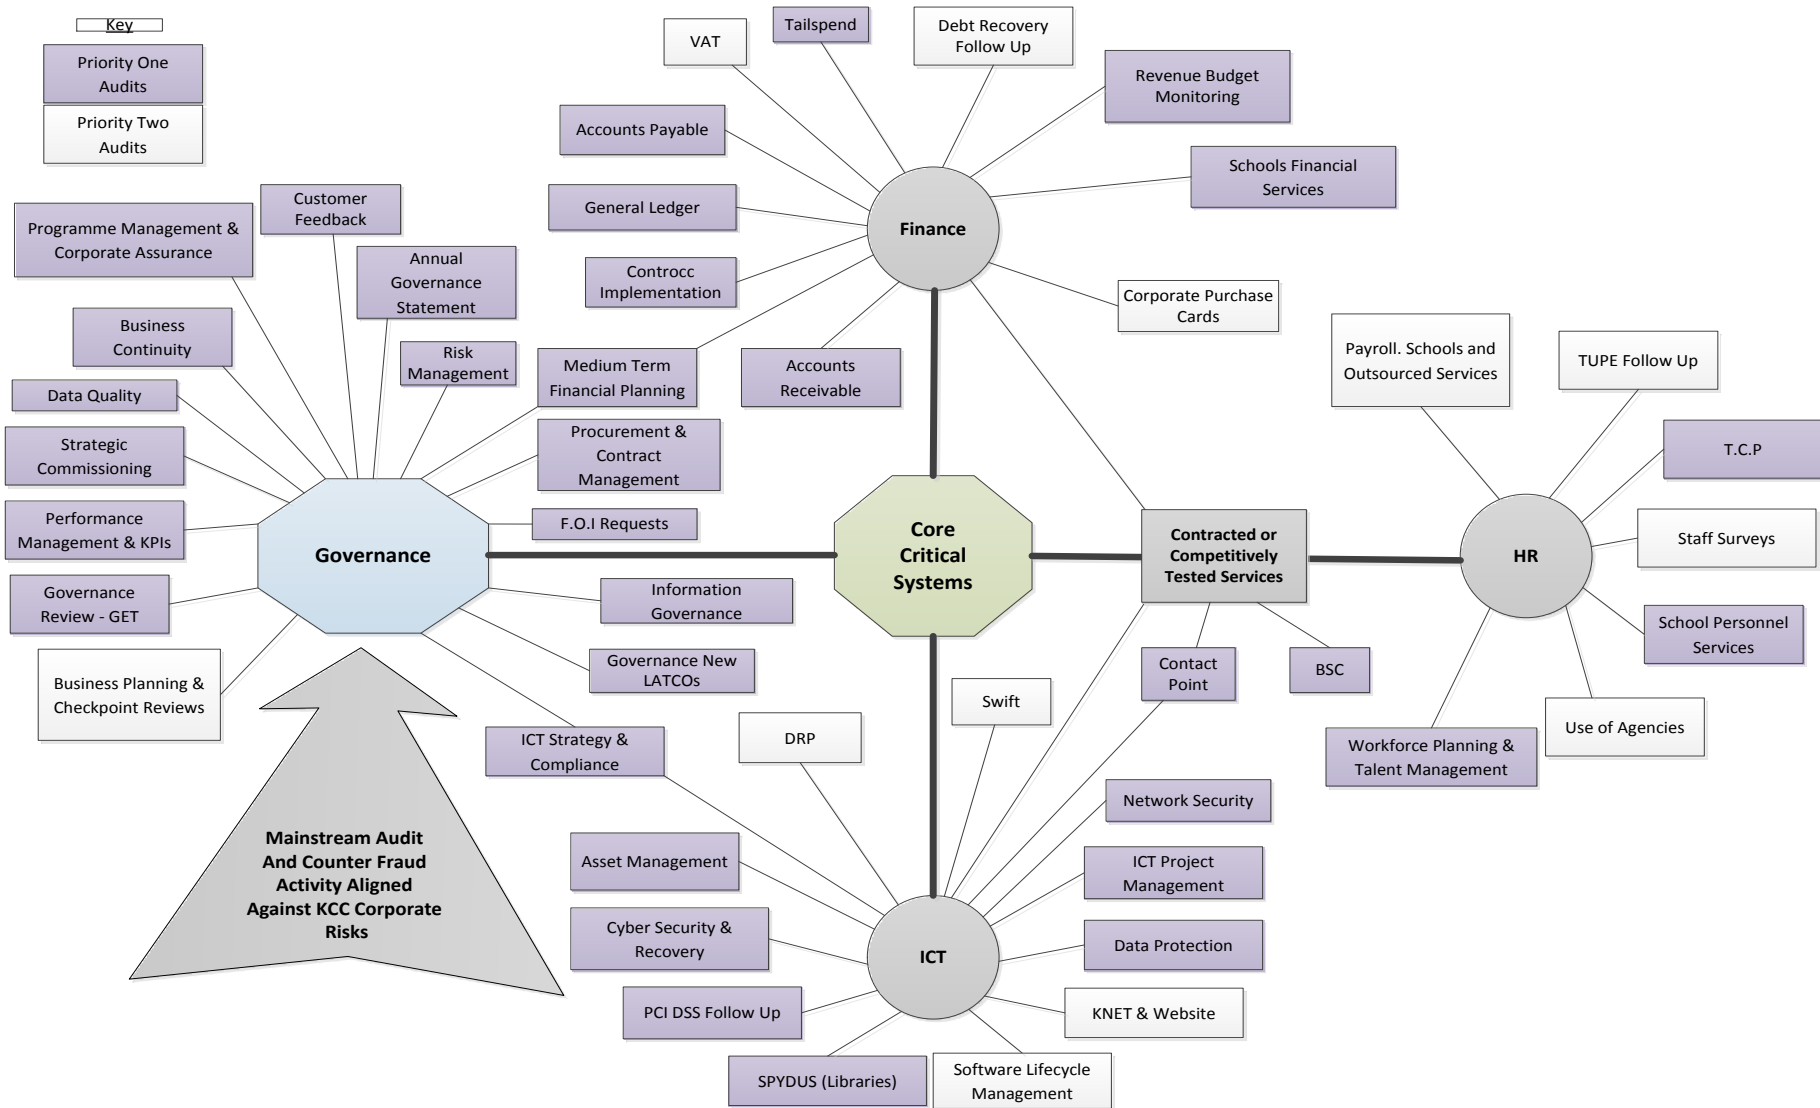 Key
Priority One
Audits
Priority Two
Audits
VAT
Tailspend
Debt Recovery
Follow Up
Revenue Budget
Monitoring
Accounts Payable
Schools Financial
Services
General Ledger
Finance
Controcc
Implementation
Corporate Purchase
Cards
Medium Term
Financial Planning
Accounts
Receivable
Customer
Feedback
Programme Management &
Corporate Assurance
Annual
Governance
Statement
Business
Continuity
Risk
Management
Data Quality
Strategic
Commissioning
Procurement &
Contract
Management
Performance
Management & KPIs
F.O.I Requests
Governance
Governance
Review - GET
Information
Governance
Business Planning &
Checkpoint Reviews
Governance New
LATCOs
Core
Critical
Systems
Contracted or
Competitively
Tested Services
Contact
Point
BSC
Payroll. Schools and
Outsourced Services
TUPE Follow Up
T.C.P
Staff Surveys
HR
School Personnel
Services
Use of Agencies
Workforce Planning &
Talent Management
ICT Strategy &
Compliance
DRP
Swift
Network Security
Asset Management
ICT Project
Management
Cyber Security &
Recovery
ICT
Data Protection
PCI DSS Follow Up
KNET & Website
SPYDUS (Libraries)
Software Lifecycle
Management
Mainstream Audit
And Counter Fraud
Activity Aligned
Against KCC Corporate
Risks